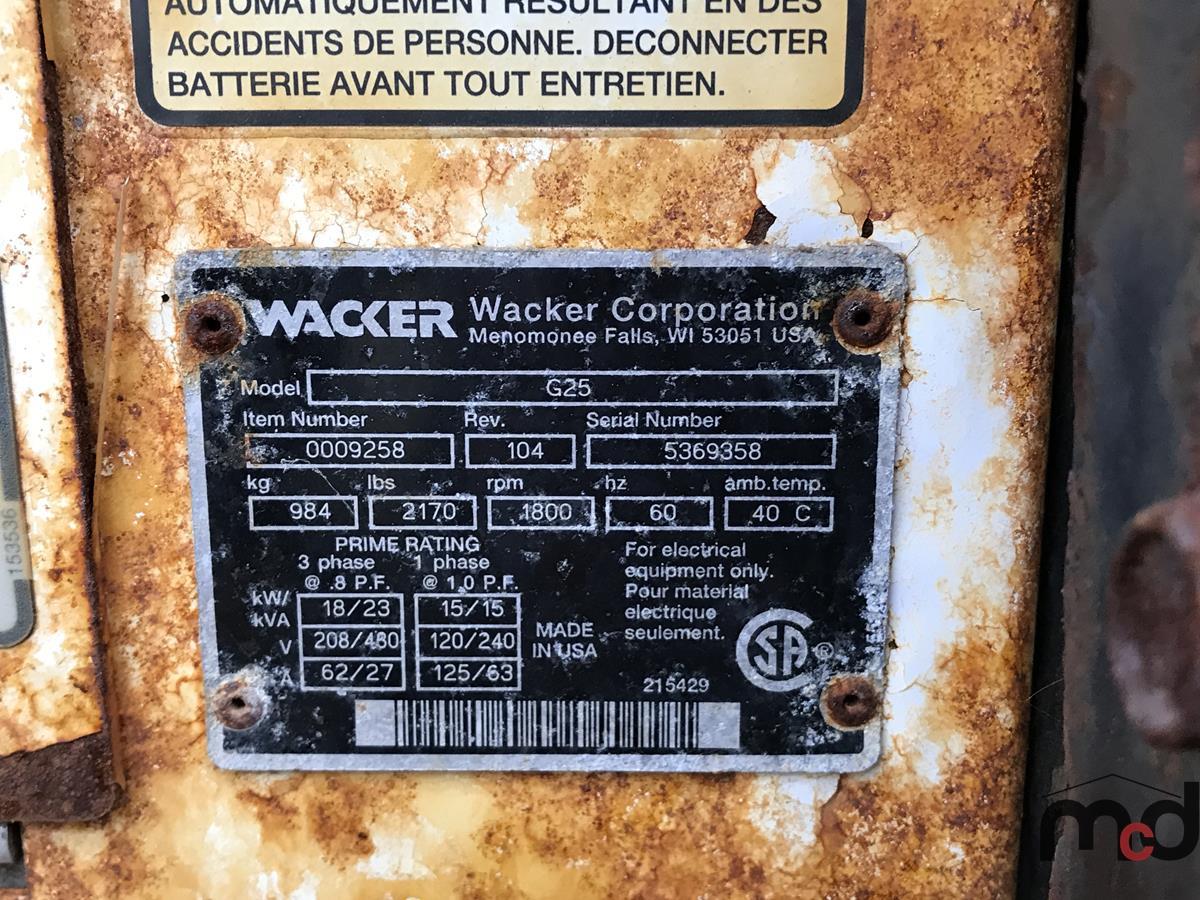 AUTOMATIQUEMENT RESULTANT EN DES
ACCIDENTS DE PERSONNE. DECONNECTER
BATTERIE AVANT TOUT ENTRETIEN.
WACKER Wacker Corporation
Menomonee Falls, WI 53051 USA
Model G25
Item Number Rev. Serial Number
0009258 104 5369358
kg lbs rpm hz amb.temp.
984 2170 1800 60 40 C
PRIME RATING
3 phase 1 phase
@ .8 P.F. @ 1.0 P.F.
kW/ kVA 18/23 15/15
V 208/480 120/240
A 62/27 125/63
MADE
IN USA
For electrical
equipment only.
Pour material
electrique
seulement.
CSA ®
215429
153536
mcd